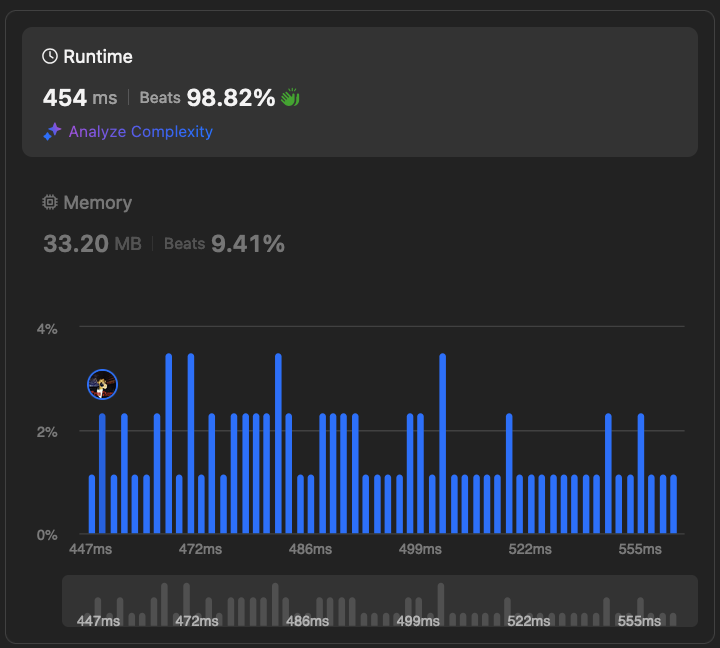 Runtime
454 ms | Beats 98.82%
Analyze Complexity
Memory
33.20 MB | Beats 9.41%
4%
2%
0%
447ms 472ms 486ms 499ms 522ms 555ms
447ms 472ms 486ms 499ms 522ms 555ms